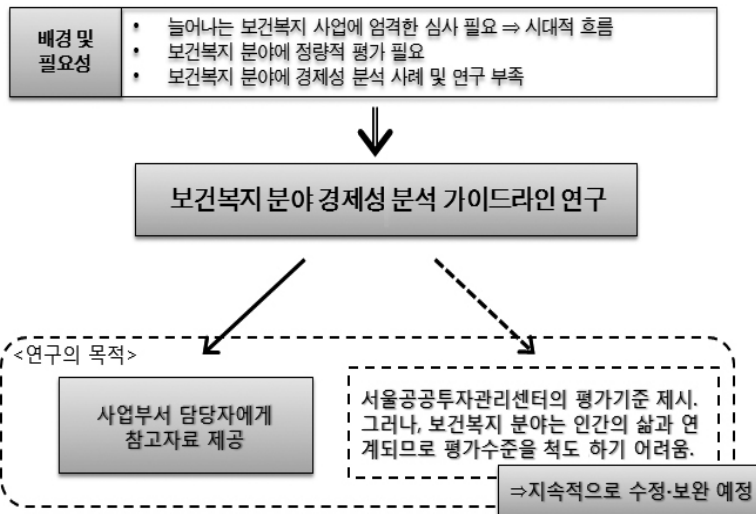 배경 및
필요성
• 늘어나는 보건복지 사업에 엄격한 심사 필요 ⇒ 시대적 흐름
• 보건복지 분야에 정량적 평가 필요
• 보건복지 분야에 경제성 분석 사례 및 연구 부족
보건복지 분야 경제성 분석 가이드라인 연구
<연구의 목적>
사업부서 담당자에게
참고자료 제공
서울공공투자관리센터의 평가기준 제시.
그러나, 보건복지 분야는 인간의 삶과 연
계되므로 평가수준을 척도 하기 어려움.
⇒지속적으로 수정·보완 예정